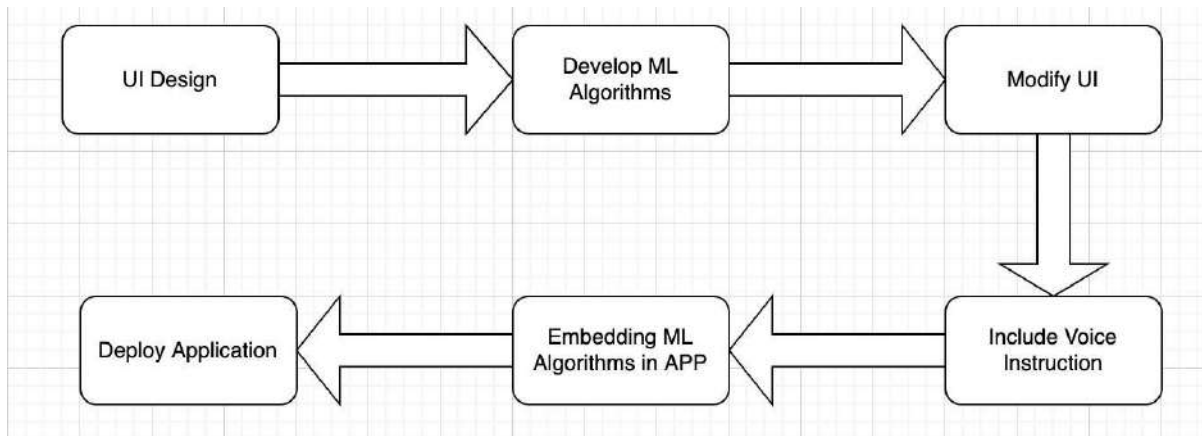 UI Design
Develop ML
Algorithms
Modify UI
Include Voice
Instruction
Embedding ML
Algorithms in APP
Deploy Application